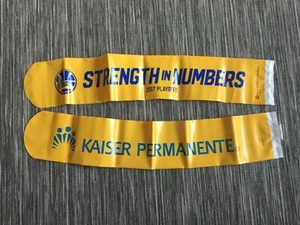 STRENGTH IN NUMBERS
2017 PLAYOFFS
KAISER PERMANENTE